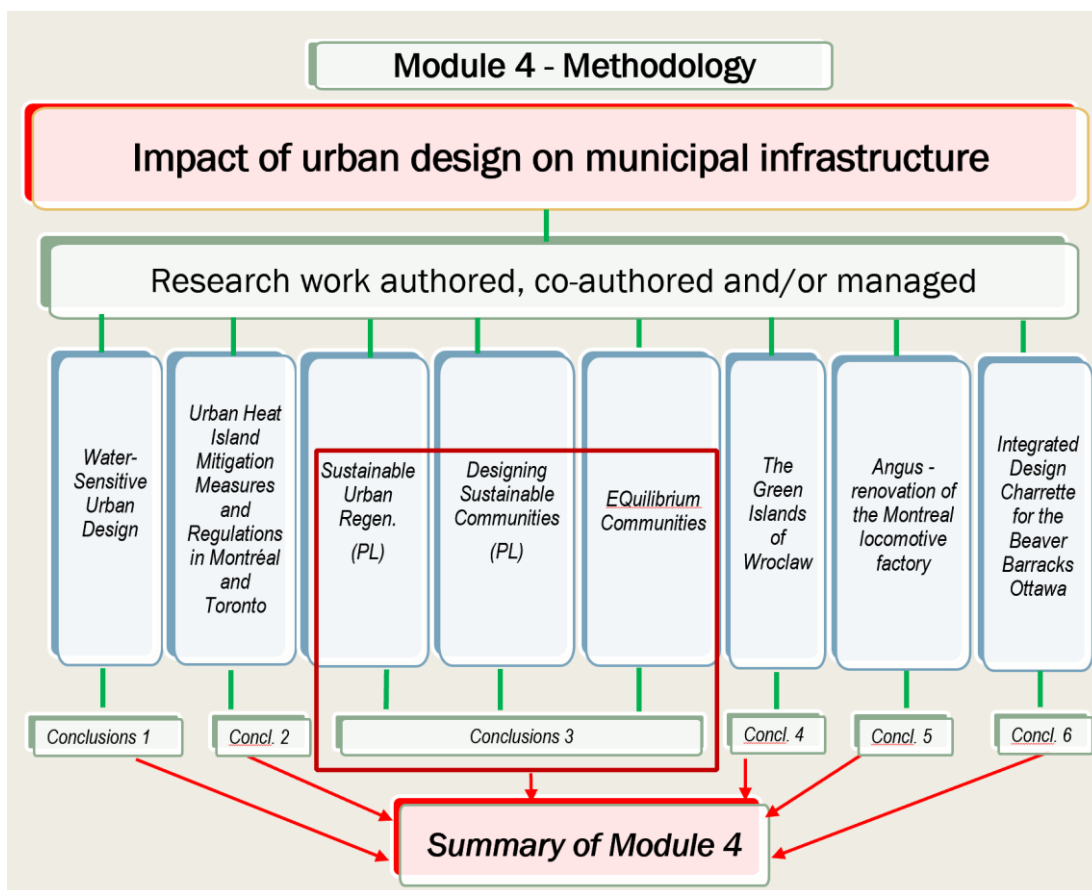 Module 4 - Methodology
Impact of urban design on municipal infrastructure
Research work authored, co-authored and/or managed
Water-
Sensitive
Urban
Design
Urban Heat
Island
Mitigation
Measures
and
Regulations
in Montréal
and
Toronto
Sustainable
Urban
Regen.
(PL)
Designing
Sustainable
Communities
(PL)
EQuilibrium
Communities
The
Green
Islands
of
Wroclaw
Angus -
renovation of
the Montreal
locomotive
factory
Integrated
Design
Charrette
for the
Beaver
Barracks
Ottawa
Conclusions 1
Concl. 2
Conclusions 3
Concl. 4
Concl. 5
Concl. 6
Summary of Module 4